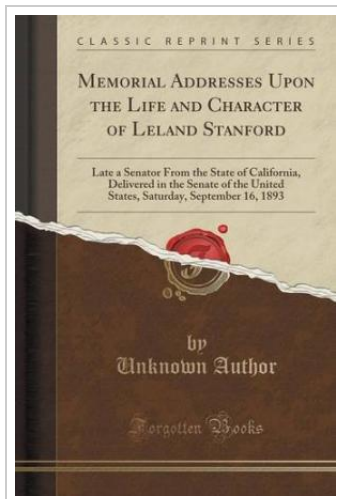 CLASSIC REPRINT SERIES
MEMORIAL ADDRESSES UPON
THE LIFE AND CHARACTER
OF LELAND STANFORD
Late a Senator From the State of California,
Delivered in the Senate of the United
States, Saturday, September 16, 1893
by
Unknown Author
Forgotten Books